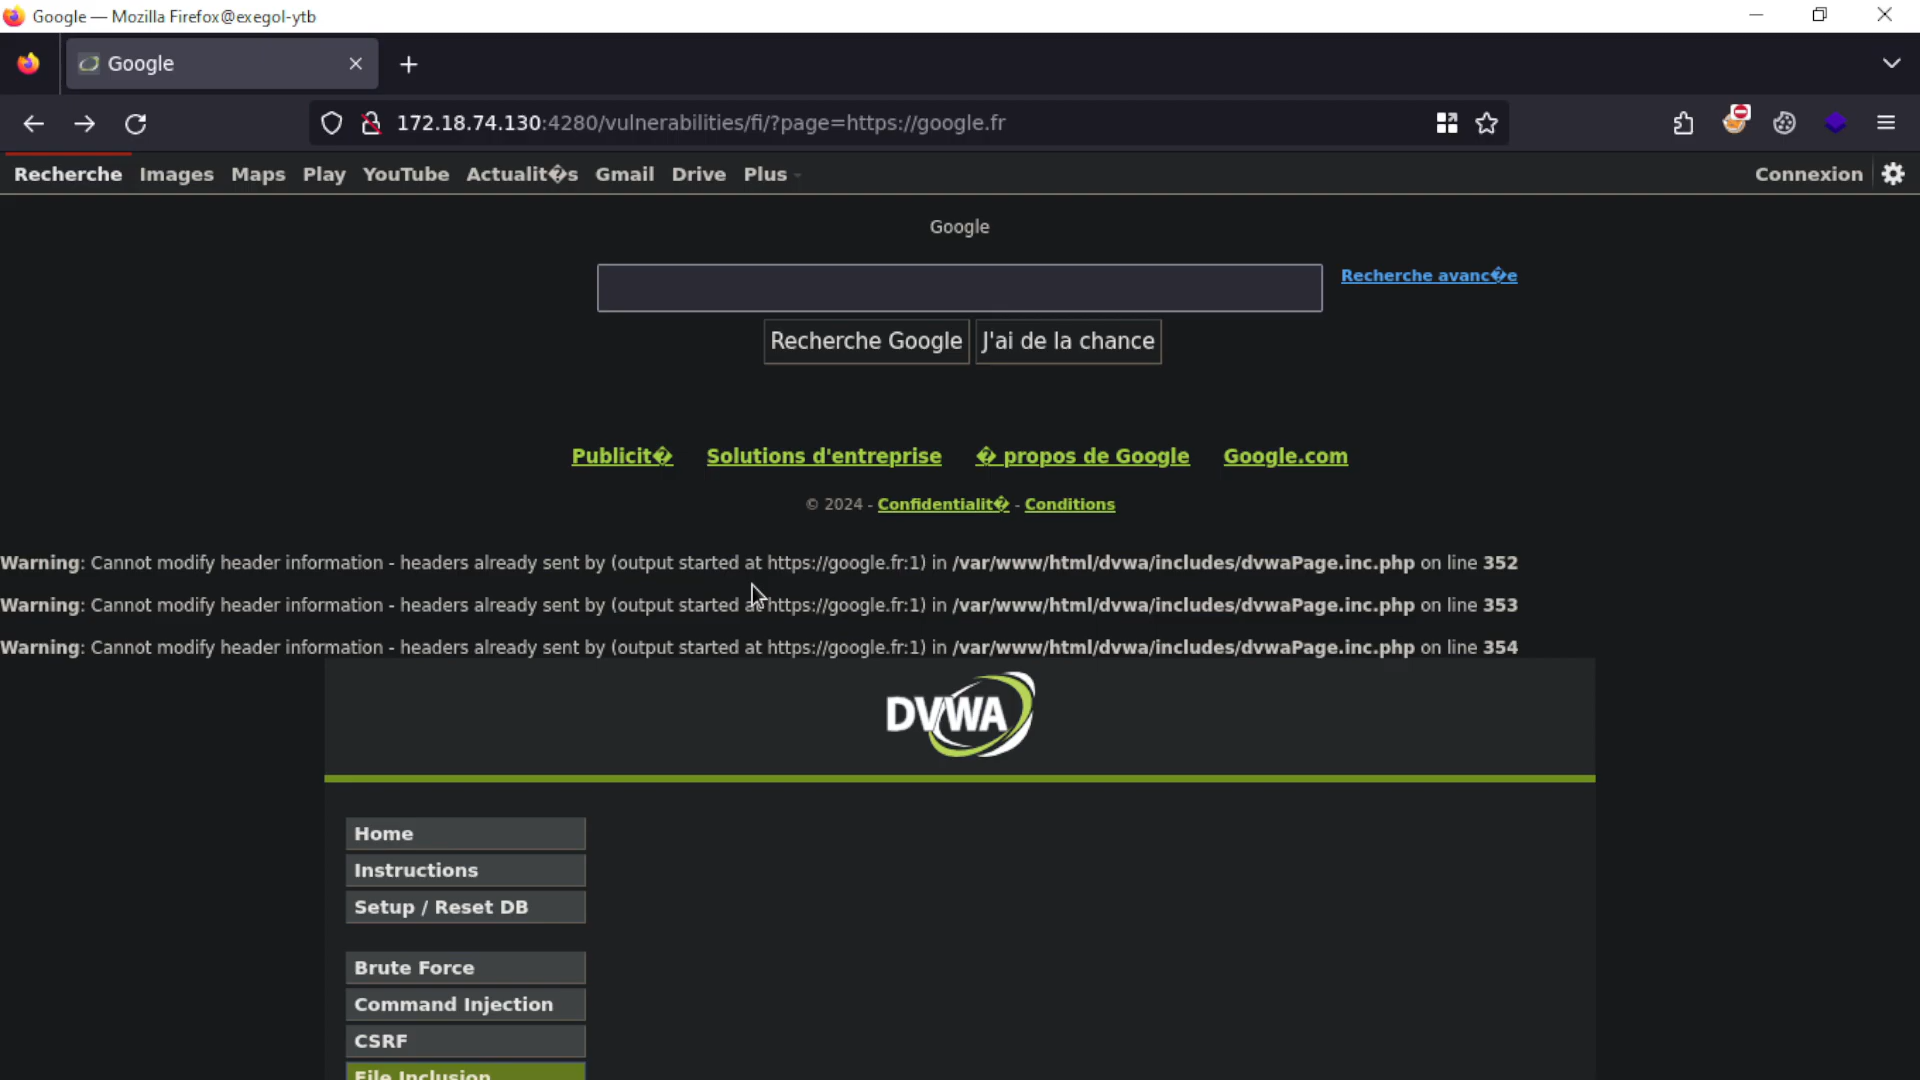 Google — Mozilla Firefox@exegol-ytb
Google
172.18.74.130:4280/vulnerabilities/fi/?page=https://google.fr
Recherche Images Maps Play YouTube Actualit�s Gmail Drive Plus Connexion
Google
Recherche avanc�e
Recherche Google J'ai de la chance
Publicit� Solutions d'entreprise � propos de Google Google.com
© 2024 - Confidentialit� - Conditions
Warning: Cannot modify header information - headers already sent by (output started at https://google.fr:1) in /var/www/html/dvwa/includes/dvwaPage.inc.php on line 352
Warning: Cannot modify header information - headers already sent by (output started at https://google.fr:1) in /var/www/html/dvwa/includes/dvwaPage.inc.php on line 353
Warning: Cannot modify header information - headers already sent by (output started at https://google.fr:1) in /var/www/html/dvwa/includes/dvwaPage.inc.php on line 354
DVWA
Home
Instructions
Setup / Reset DB
Brute Force
Command Injection
CSRF
File Inclusion